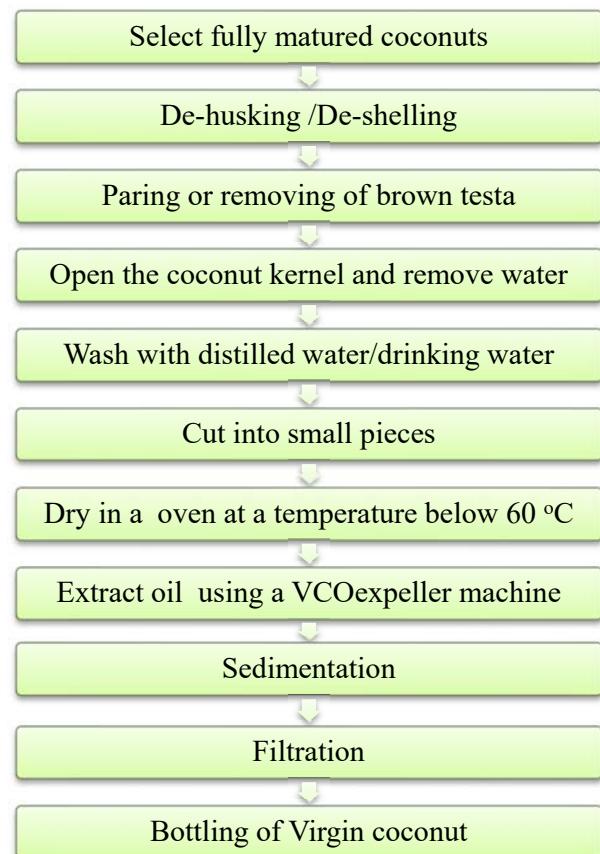 Select fully matured coconuts
De-husking /De-shelling
Paring or removing of brown testa
Open the coconut kernel and remove water
Wash with distilled water/drinking water
Cut into small pieces
Dry in a oven at a temperature below 60 ᵒC
Extract oil using a VCOexpeller machine
Sedimentation
Filtration
Bottling of Virgin coconut